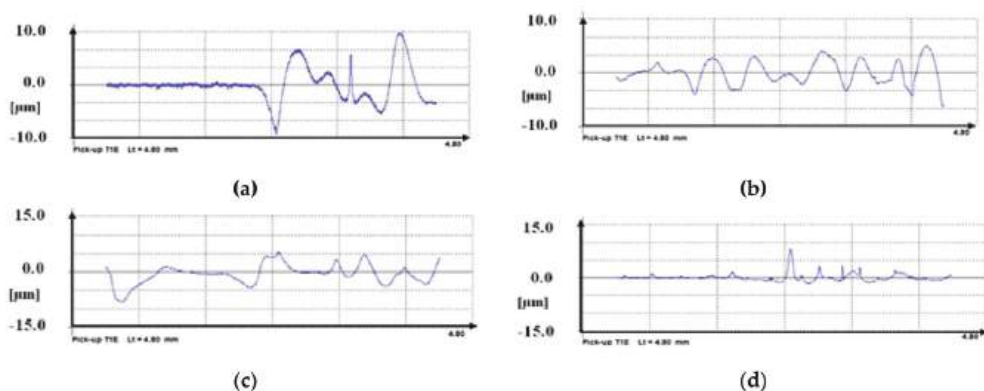 10.0
0.0
[µm]
-10.0
4.80
Pick-up T1E Lt = 4.80 mm
(a)
10.0
0.0
[µm]
-10.0
4.80
Pick-up T1E Lt = 4.80 mm
(b)
15.0
0.0
[µm]
-15.0
4.80
Pick-up T1E Lt = 4.80 mm
(c)
15.0
0.0
[µm]
-15.0
4.80
Pick-up T1E Lt = 4.80 mm
(d)